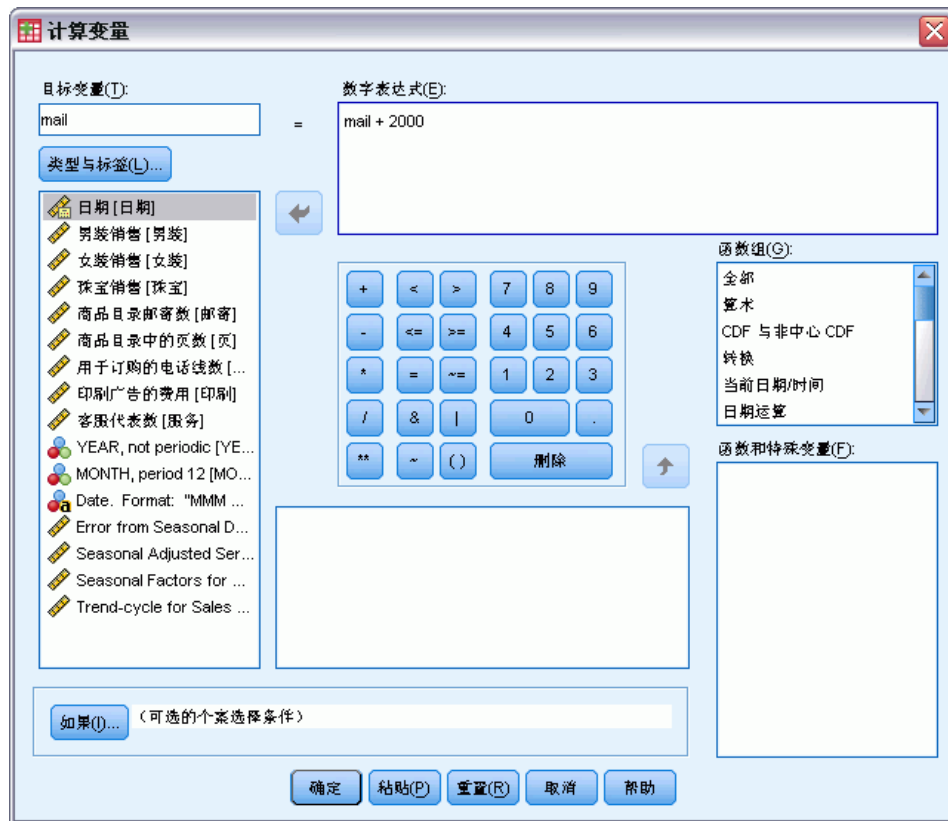 计算变量
目标变量(T):
mail
=
类型与标签(L)...
数字表达式(E):
mail + 2000
日期 [日期]
男装销售 [男装]
女装销售 [女装]
珠宝销售 [珠宝]
商品目录邮寄数 [邮寄]
商品目录中的页数 [页]
用于订购的电话线数 [...
印刷广告的费用 [印刷]
客服代表数 [服务]
YEAR, not periodic [YE...
MONTH, period 12 [MO...
Date. Format: "MMM ...
Error from Seasonal D...
Seasonal Adjusted Ser...
Seasonal Factors for ...
Trend-cycle for Sales ...
+ < > 7 8 9
- <= >= 4 5 6
* = ~= 1 2 3
/ & | 0 .
** ~ ( ) 删除
函数组(G):
全部
算术
CDF 与非中心 CDF
转换
当前日期/时间
日期运算
函数和特殊变量(F):
如果(I)...
（可选的个案选择条件）
确定
粘贴(P)
重置(R)
取消
帮助